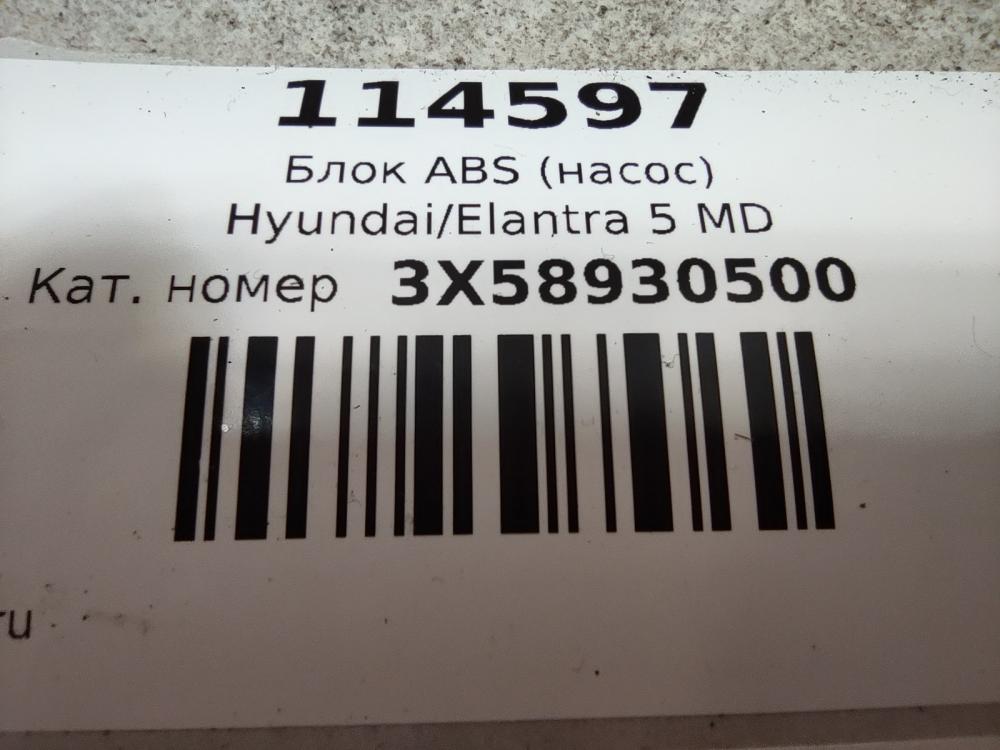 114597
Блок ABS (насос)
Hyundai/Elantra 5 MD
Кат. номер 3X58930500
ru